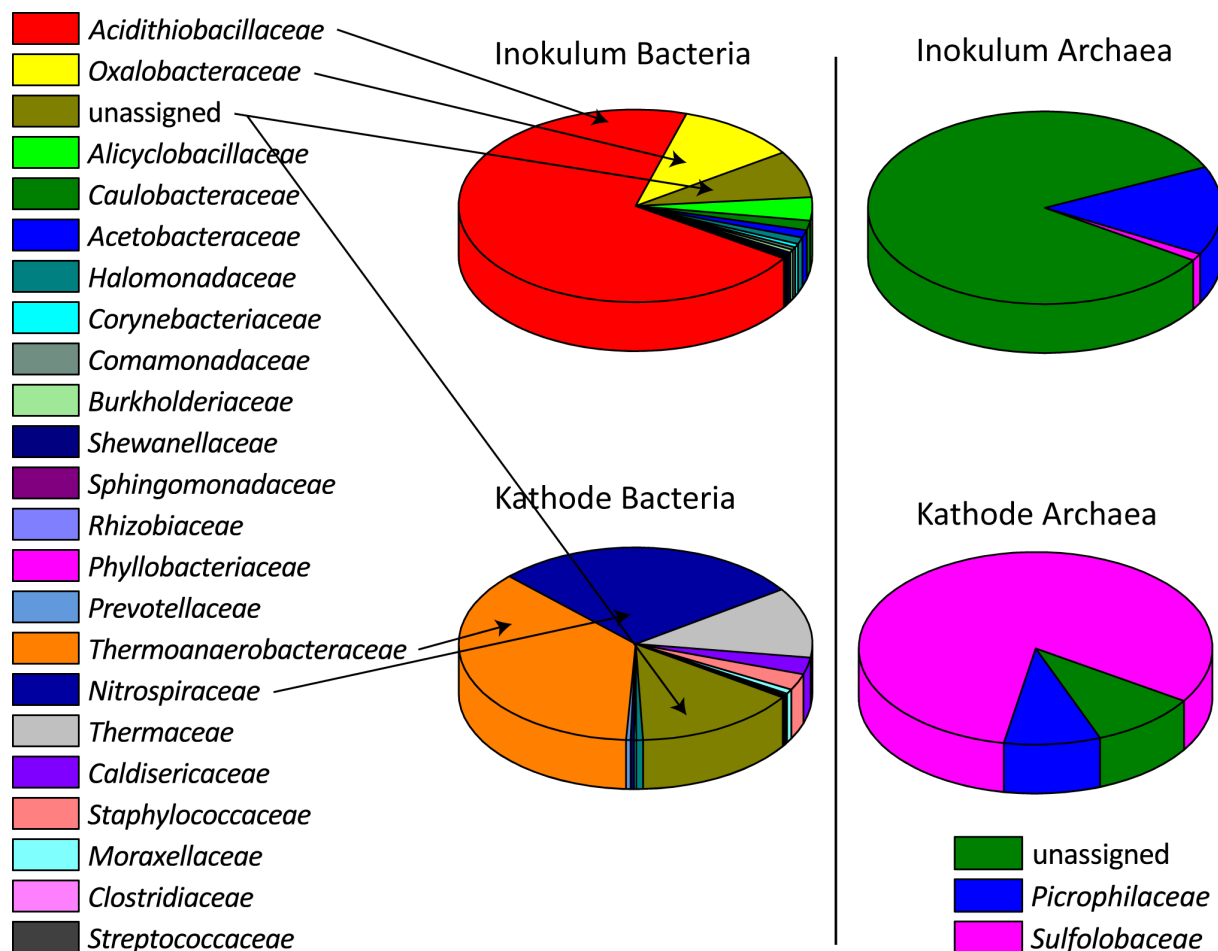 Acidithiobacillaceae
Oxalobacteraceae
unassigned
Alicyclobacillaceae
Caulobacteraceae
Acetobacteraceae
Halomonadaceae
Corynebacteriaceae
Comamonadaceae
Burkholderiaceae
Shewanellaceae
Sphingomonadaceae
Rhizobiaceae
Phyllobacteriaceae
Prevotellaceae
Thermoanaerobacteraceae
Nitrospiraceae
Thermaceae
Caldisericaceae
Staphylococcaceae
Moraxellaceae
Clostridiaceae
Streptococcaceae
Inokulum Bacteria
Inokulum Archaea
Kathode Bacteria
Kathode Archaea
unassigned
Picrophilaceae
Sulfolobaceae